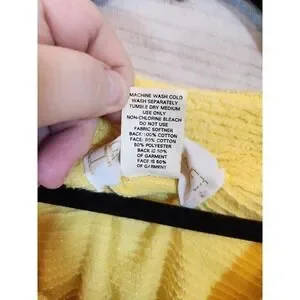 MACHINE WASH COLD
WASH SEPARATELY
TUMBLE DRY MEDIUM
USE ONLY
NON-CHLORINE BLEACH
DO NOT USE
FABRIC SOFTNER
BACK: 100% COTTON
FACE: 50% COTTON
50% POLYESTER
BACK IS 50%
OF GARMENT
FACE IS 50%
OF GARMENT